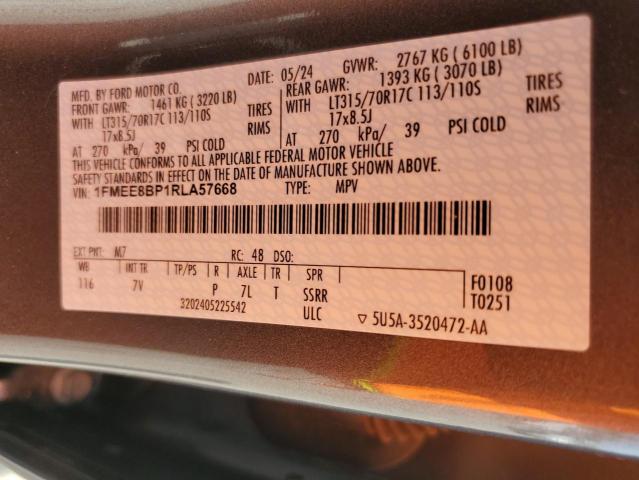 MFD. BY FORD MOTOR CO.
DATE: 05/24 GVWR: 2767 KG ( 6100 LB)
FRONT GAWR: 1461 KG ( 3220 LB) REAR GAWR: 1393 KG ( 3070 LB)
WITH LT315/70R17C 113/110S TIRES WITH LT315/70R17C 113/110S TIRES
17x8.5J RIMS 17x8.5J RIMS
AT 270 kPa/ 39 PSI COLD AT 270 kPa/ 39 PSI COLD
THIS VEHICLE CONFORMS TO ALL APPLICABLE FEDERAL MOTOR VEHICLE
SAFETY STANDARDS IN EFFECT ON THE DATE OF MANUFACTURE SHOWN ABOVE.
VIN: 1FMEE8BP1RLA57668 TYPE: MPV
EXT PNT: M7 RC: 48 DSO:
WB INT TR TP/PS R AXLE TR SPR
116 7V P 7L T SSRR
ULC
F0108
T0251
3202405225542
▽ 5U5A-3520472-AA